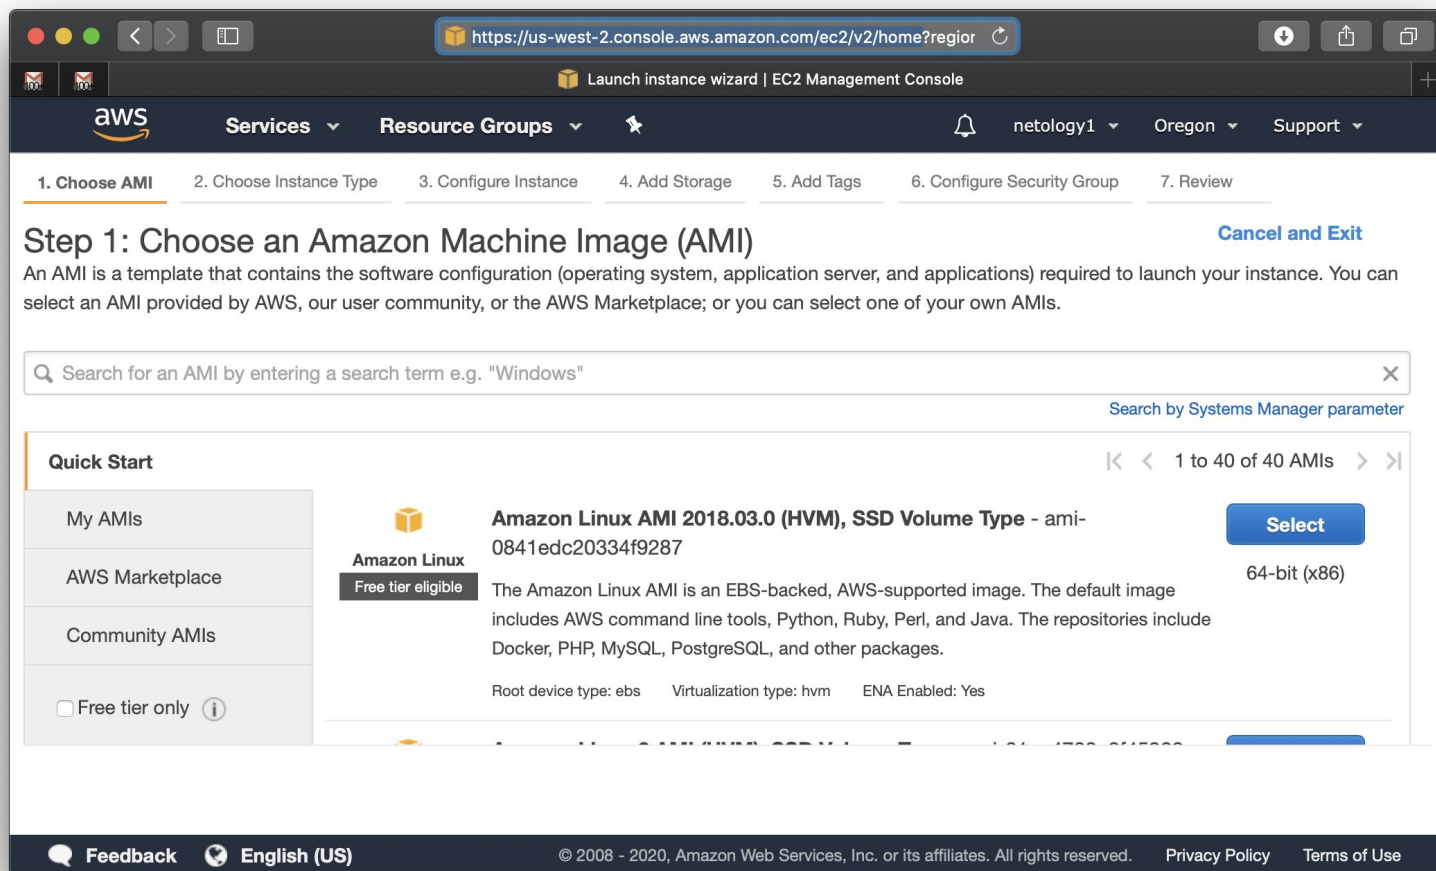 https://us-west-2.console.aws.amazon.com/ec2/v2/home?region
100+
100+
Launch instance wizard | EC2 Management Console
aws
Services
Resource Groups
netology1
Oregon
Support
1. Choose AMI
2. Choose Instance Type
3. Configure Instance
4. Add Storage
5. Add Tags
6. Configure Security Group
7. Review
Step 1: Choose an Amazon Machine Image (AMI)
Cancel and Exit
An AMI is a template that contains the software configuration (operating system, application server, and applications) required to launch your instance. You can
select an AMI provided by AWS, our user community, or the AWS Marketplace; or you can select one of your own AMIs.
Search for an AMI by entering a search term e.g. "Windows"
Search by Systems Manager parameter
Quick Start
My AMIs
AWS Marketplace
Community AMIs
Free tier only
1 to 40 of 40 AMIs
Amazon Linux
Free tier eligible
Amazon Linux AMI 2018.03.0 (HVM), SSD Volume Type - ami-
0841edc20334f9287
The Amazon Linux AMI is an EBS-backed, AWS-supported image. The default image
includes AWS command line tools, Python, Ruby, Perl, and Java. The repositories include
Docker, PHP, MySQL, PostgreSQL, and other packages.
Root device type: ebs
Virtualization type: hvm
ENA Enabled: Yes
Select
64-bit (x86)
Feedback
English (US)
© 2008 - 2020, Amazon Web Services, Inc. or its affiliates. All rights reserved.
Privacy Policy
Terms of Use